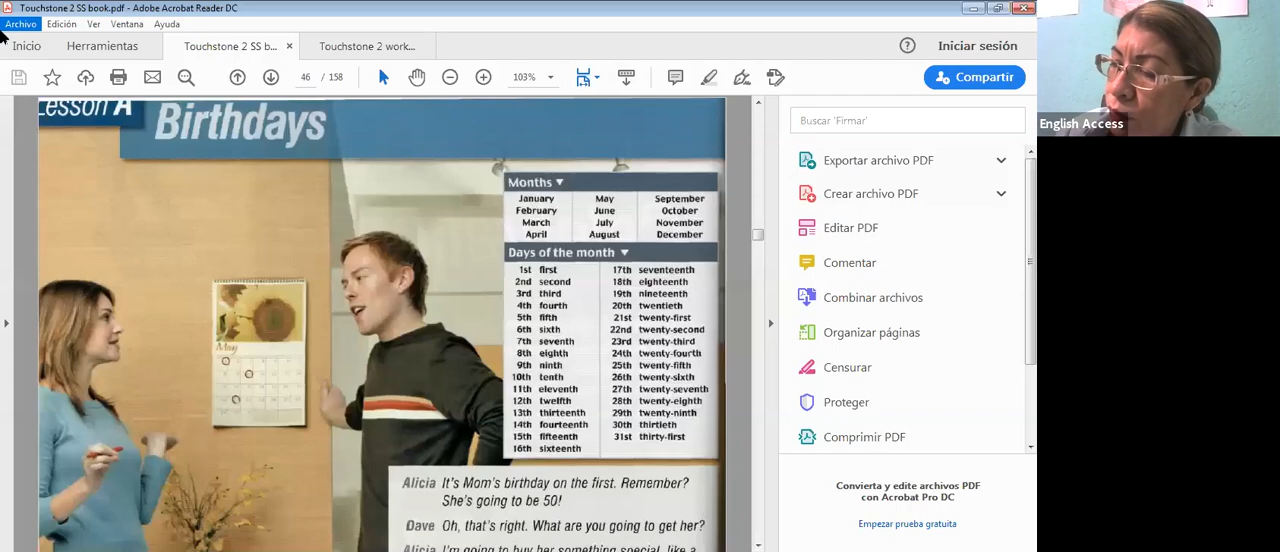 Touchstone 2 SS book.pdf - Adobe Acrobat Reader DC
Archivo Edición Ver Ventana Ayuda
Inicio Herramientas Touchstone 2 SS b... × Touchstone 2 work... Iniciar sesión
46 / 158 103% Compartir
Lesson A
Birthdays
Months
January May September
February June October
March July November
April August December
Days of the month
1st first 17th seventeenth
2nd second 18th eighteenth
3rd third 19th nineteenth
4th fourth 20th twentieth
5th fifth 21st twenty-first
6th sixth 22nd twenty-second
7th seventh 23rd twenty-third
8th eighth 24th twenty-fourth
9th ninth 25th twenty-fifth
10th tenth 26th twenty-sixth
11th eleventh 27th twenty-seventh
12th twelfth 28th twenty-eighth
13th thirteenth 29th twenty-ninth
14th fourteenth 30th thirtieth
15th fifteenth 31st thirty-first
16th sixteenth
May
Alicia It's Mom's birthday on the first. Remember?
She's going to be 50!
Dave Oh, that's right. What are you going to get her?
Alicia I'm going to buy her something special, like a
Buscar 'Firmar'
Exportar archivo PDF
Crear archivo PDF
Editar PDF
Comentar
Combinar archivos
Organizar páginas
Censurar
Proteger
Comprimir PDF
Convierta y edite archivos PDF
con Acrobat Pro DC
Empezar prueba gratuita
English Access